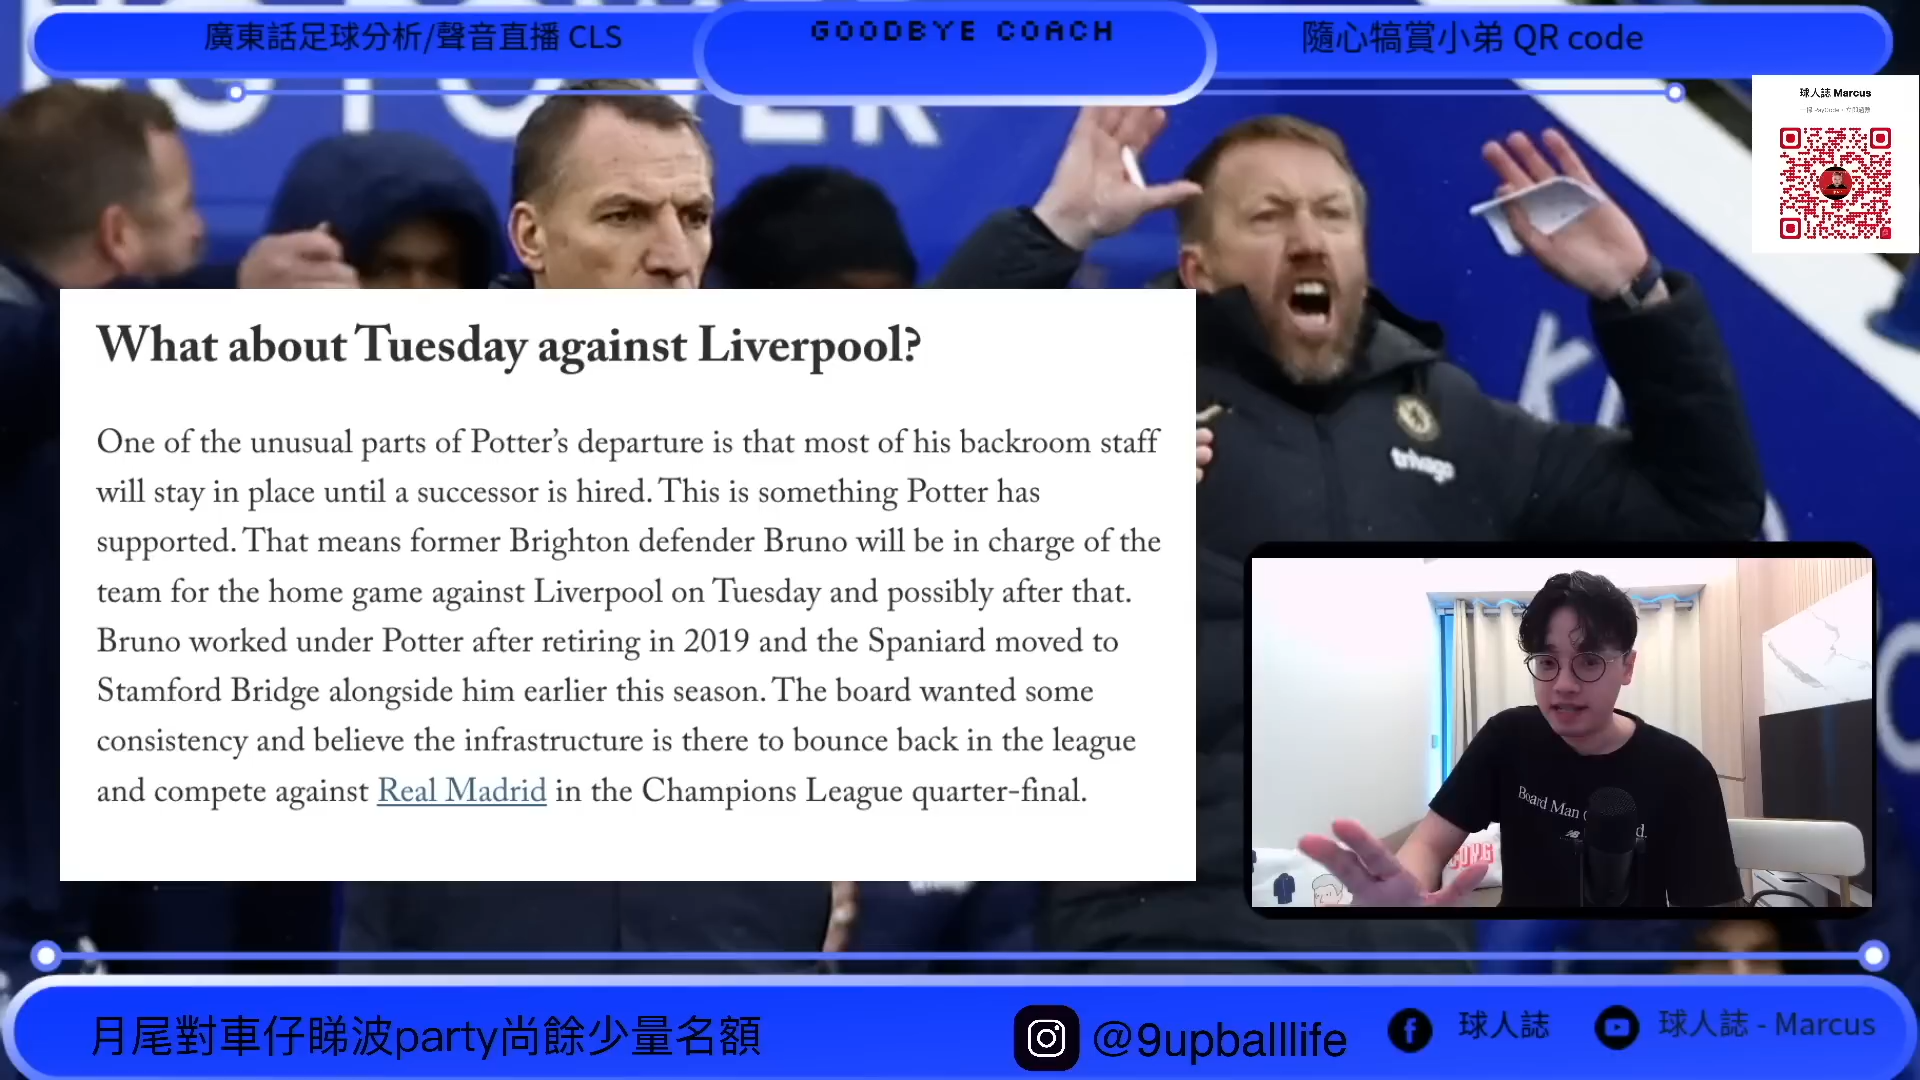 廣東話足球分析/聲音直播 CLS
GOODBYE COACH
隨心犒賞小弟 QR code
球人誌 Marcus
What about Tuesday against Liverpool?
One of the unusual parts of Potter’s departure is that most of his backroom staff
will stay in place until a successor is hired. This is something Potter has
supported. That means former Brighton defender Bruno will be in charge of the
team for the home game against Liverpool on Tuesday and possibly after that.
Bruno worked under Potter after retiring in 2019 and the Spaniard moved to
Stamford Bridge alongside him earlier this season. The board wanted some
consistency and believe the infrastructure is there to bounce back in the league
and compete against Real Madrid in the Champions League quarter-final.
trivago
Board Man
月尾對車仔睇波party尚餘少量名額
@9upballlife
球人誌
球人誌 - Marcus